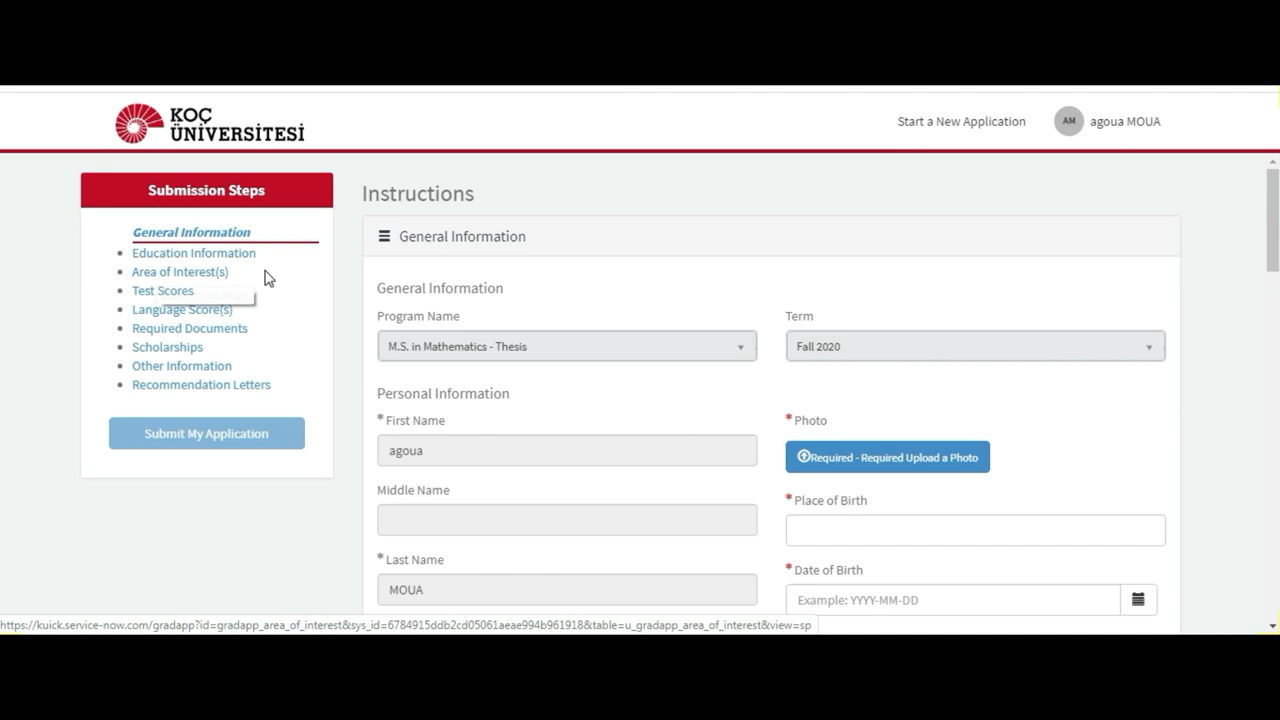 KOÇ
ÜNİVERSİTESİ
Start a New Application
AM
agoua MOUA
Submission Steps
General Information
Education Information
Area of Interest(s)
Test Scores
Language Score(s)
Required Documents
Scholarships
Other Information
Recommendation Letters
Submit My Application
Instructions
General Information
General Information
Program Name
Term
M.S. in Mathematics - Thesis
Fall 2020
Personal Information
* First Name
* Photo
agoua
Required - Required Upload a Photo
Middle Name
* Place of Birth
* Last Name
* Date of Birth
MOUA
Example: YYYY-MM-DD
https://kuick.service-now.com/gradapp?id=gradapp_area_of_interest&sys_id=6784915ddb2cd05061aeae994b961918&table=u_gradapp_area_of_interest&view=sp